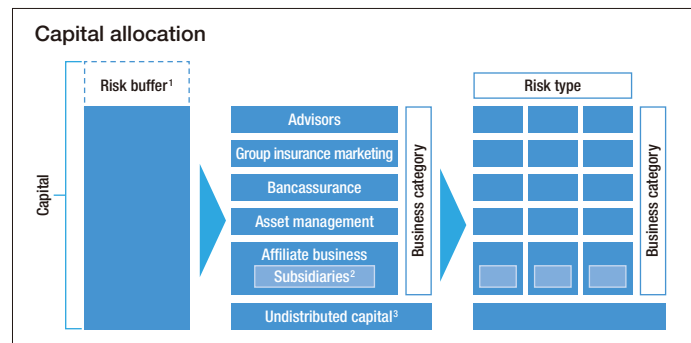 Capital allocation
Capital
Risk buffer1
Advisors
Group insurance marketing
Bancassurance
Asset management
Affiliate business
Subsidiaries2
Business category
Undistributed capital3
Risk type
Business category